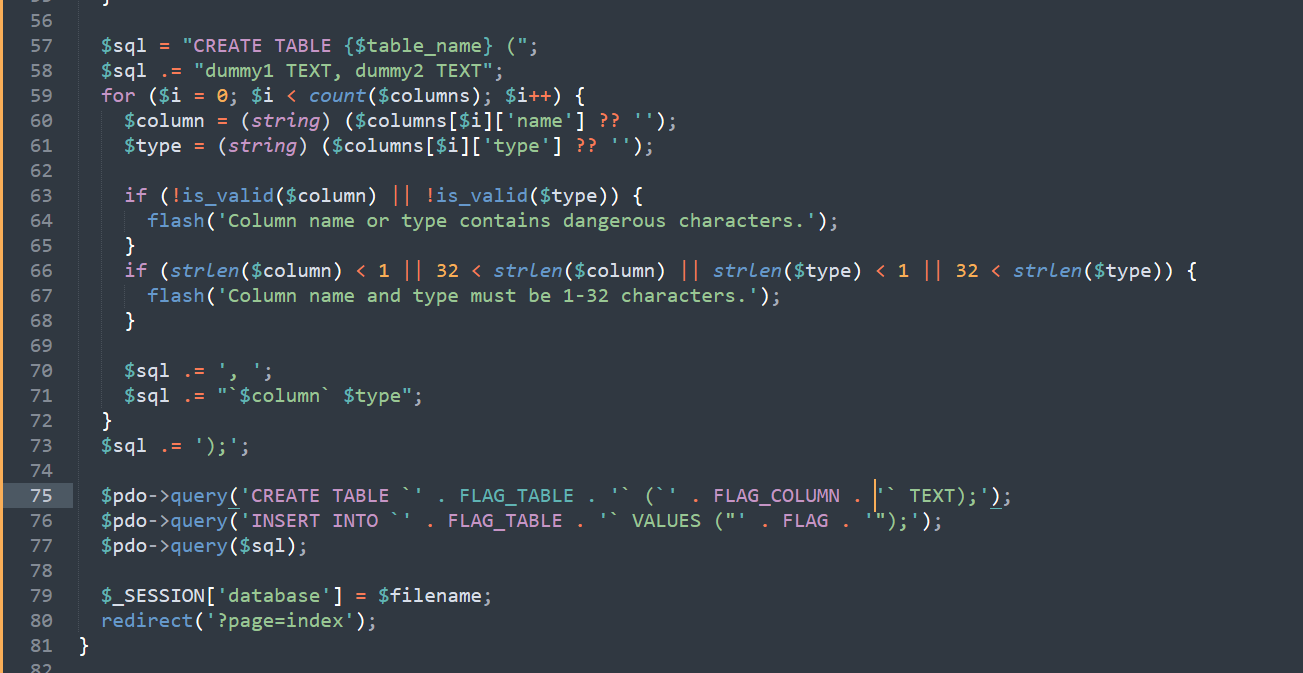 56
57 $sql = "CREATE TABLE {$table_name} (";
58 $sql .= "dummy1 TEXT, dummy2 TEXT";
59 for ($i = 0; $i < count($columns); $i++) {
60 $column = (string) ($columns[$i]['name'] ?? '');
61 $type = (string) ($columns[$i]['type'] ?? '');
62
63 if (!is_valid($column) || !is_valid($type)) {
64 flash('Column name or type contains dangerous characters.');
65 }
66 if (strlen($column) < 1 || 32 < strlen($column) || strlen($type) < 1 || 32 < strlen($type)) {
67 flash('Column name and type must be 1-32 characters.');
68 }
69
70 $sql .= ', ';
71 $sql .= "`$column` $type";
72 }
73 $sql .= ');';
74
75 $pdo->query('CREATE TABLE `' . FLAG_TABLE . '` (`' . FLAG_COLUMN . '` TEXT);');
76 $pdo->query('INSERT INTO `' . FLAG_TABLE . '` VALUES ("' . FLAG . '");');
77 $pdo->query($sql);
78
79 $_SESSION['database'] = $filename;
80 redirect('?page=index');
81 }
82